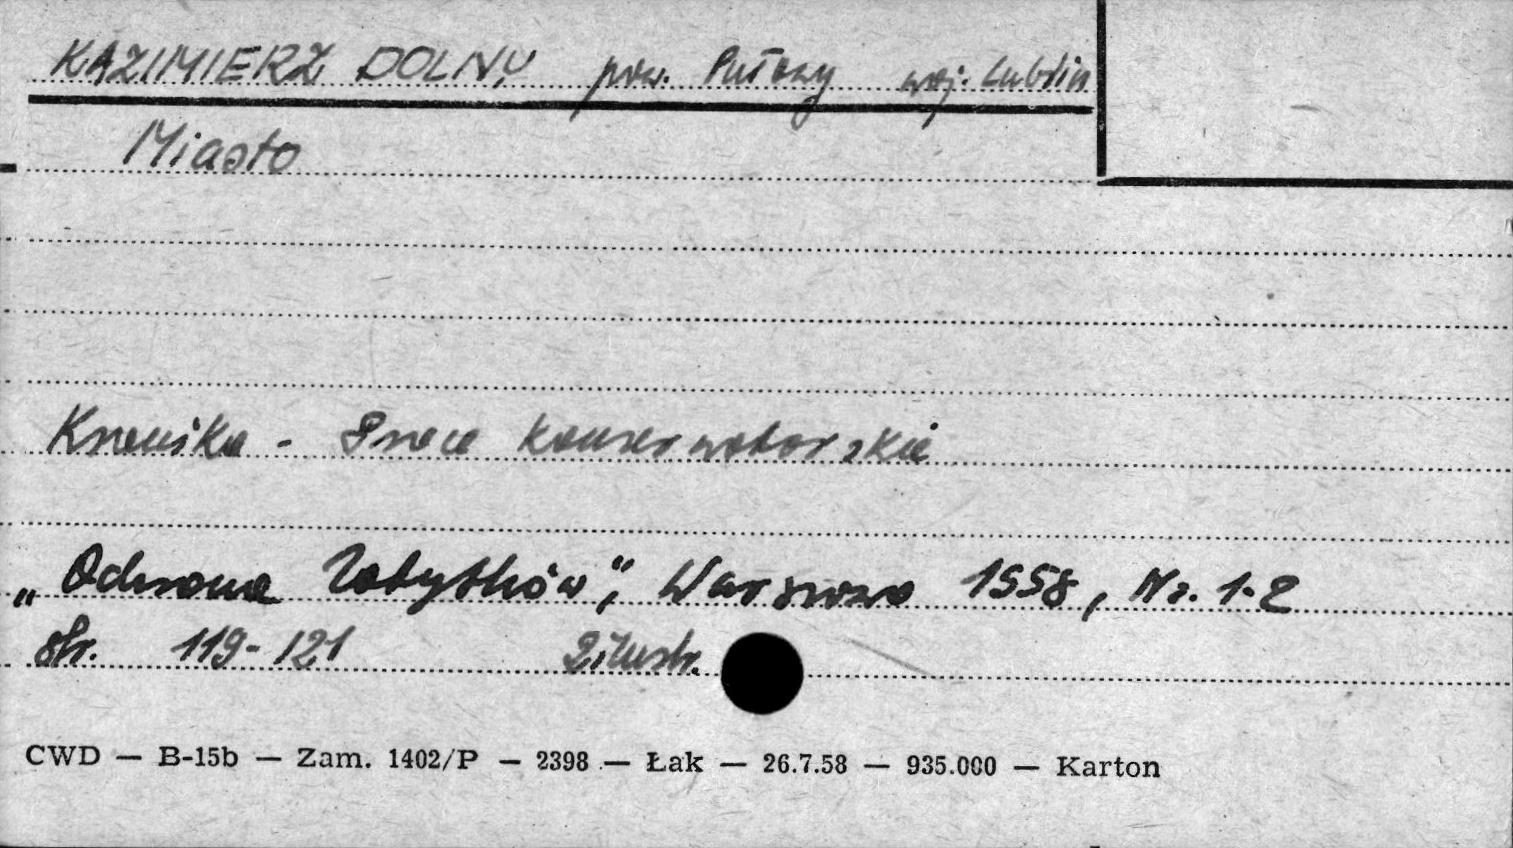 KAZIMIERZ DOLNY pow. Puławy woj. Lublin
Miasto
Kronika - Prace konserwatorskie
„Ochrona Zabytków”, Warszawa 1958, Nr. 1-2
str. 119-121 2 ilustr.
CWD — B-15b — Zam. 1402/P — 2398 — Łak — 26.7.58 — 935.000 — Karton